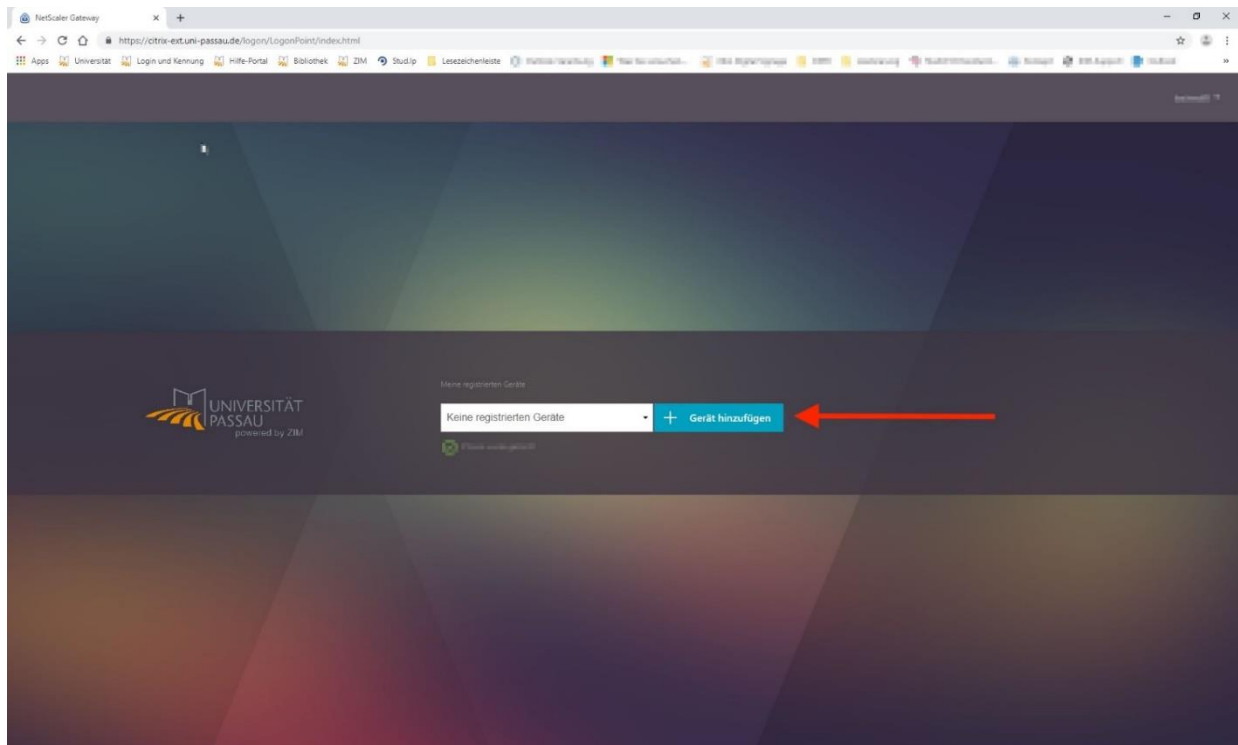 NetScaler Gateway
https://citrix-ext.uni-passau.de/logon/LogonPoint/index.html
Apps Universität Login und Kennung Hilfe-Portal Bibliothek ZIM Stud.Ip Lesezeichenleiste
Meine registrierten Geräte
Keine registrierten Geräte + Gerät hinzufügen
UNIVERSITÄT
PASSAU
powered by ZIM